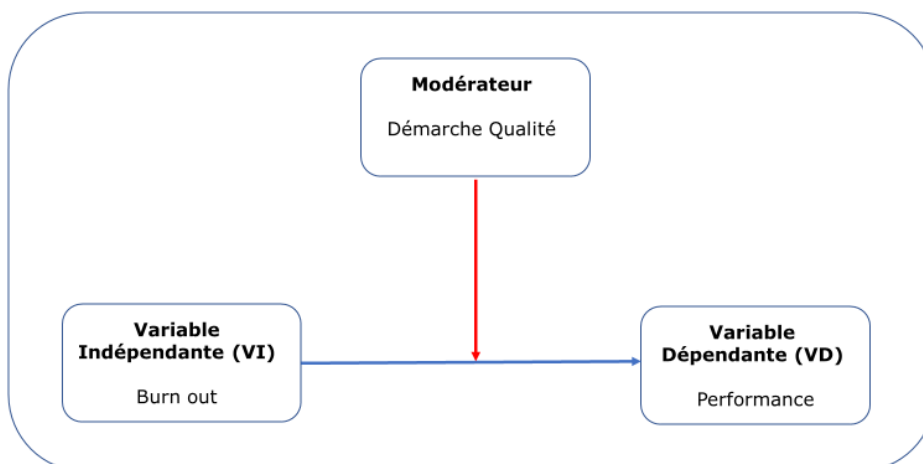 Modérateur
Démarche Qualité
Variable
Indépendante (VI)
Burn out
Variable
Dépendante (VD)
Performance